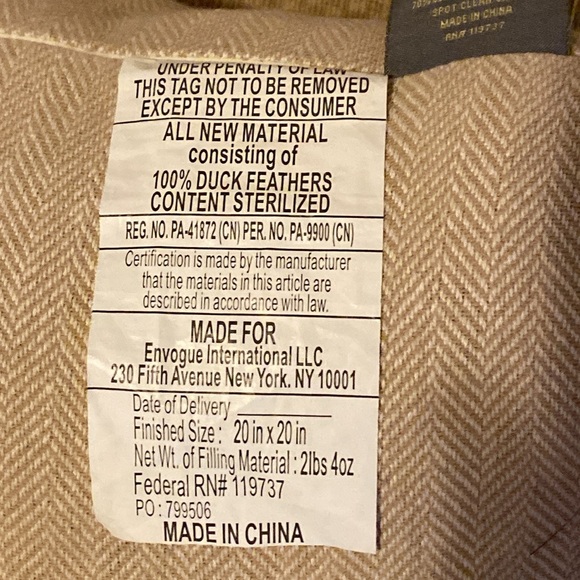 SPOT CLEAN
MADE IN CHINA
RN# 119737
UNDER PENALTY OF LAW
THIS TAG NOT TO BE REMOVED
EXCEPT BY THE CONSUMER
ALL NEW MATERIAL
consisting of
100% DUCK FEATHERS
CONTENT STERILIZED
REG. NO. PA-41872 (CN) PER. NO. PA-9900 (CN)
Certification is made by the manufacturer
that the materials in this article are
described in accordance with law.
MADE FOR
Envogue International LLC
230 Fifth Avenue New York. NY 10001
Date of Delivery
Finished Size : 20 in x 20 in
Net Wt. of Filling Material : 2lbs 4oz
Federal RN# 119737
PO : 799506
MADE IN CHINA